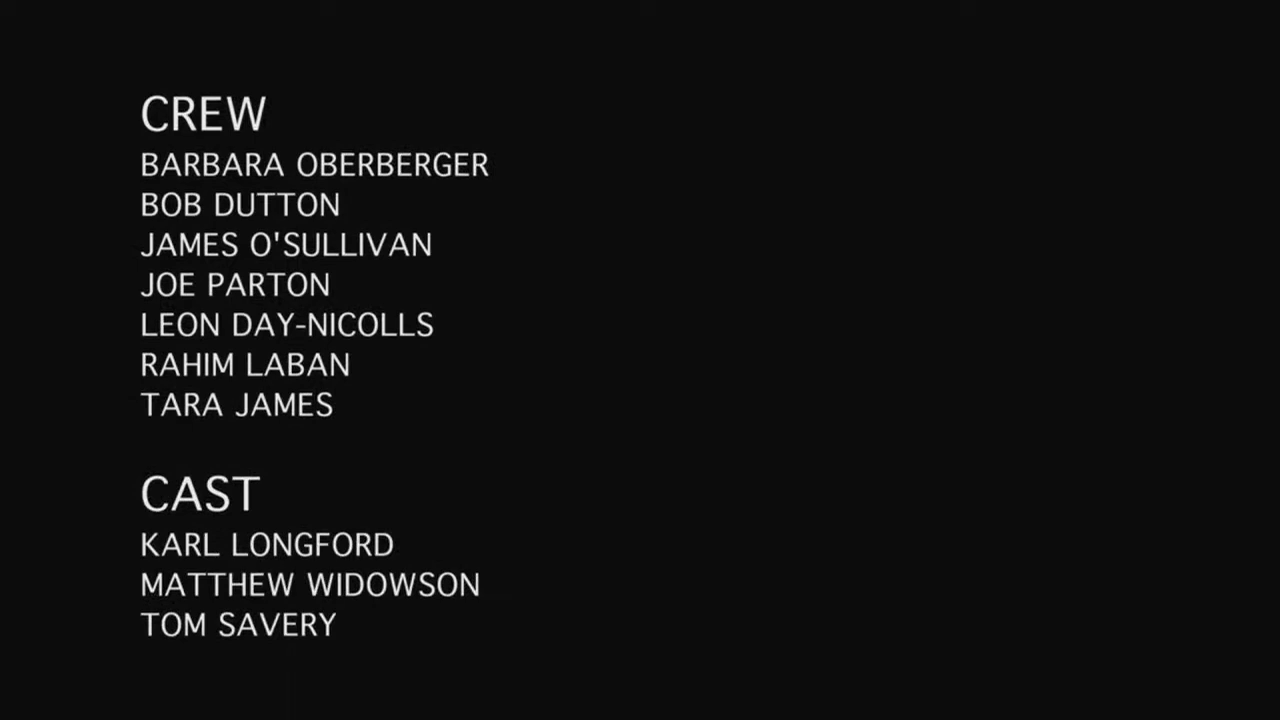 CREW
BARBARA OBERBERGER
BOB DUTTON
JAMES O'SULLIVAN
JOE PARTON
LEON DAY-NICOLLS
RAHIM LABAN
TARA JAMES
CAST
KARL LONGFORD
MATTHEW WIDOWSON
TOM SAVERY